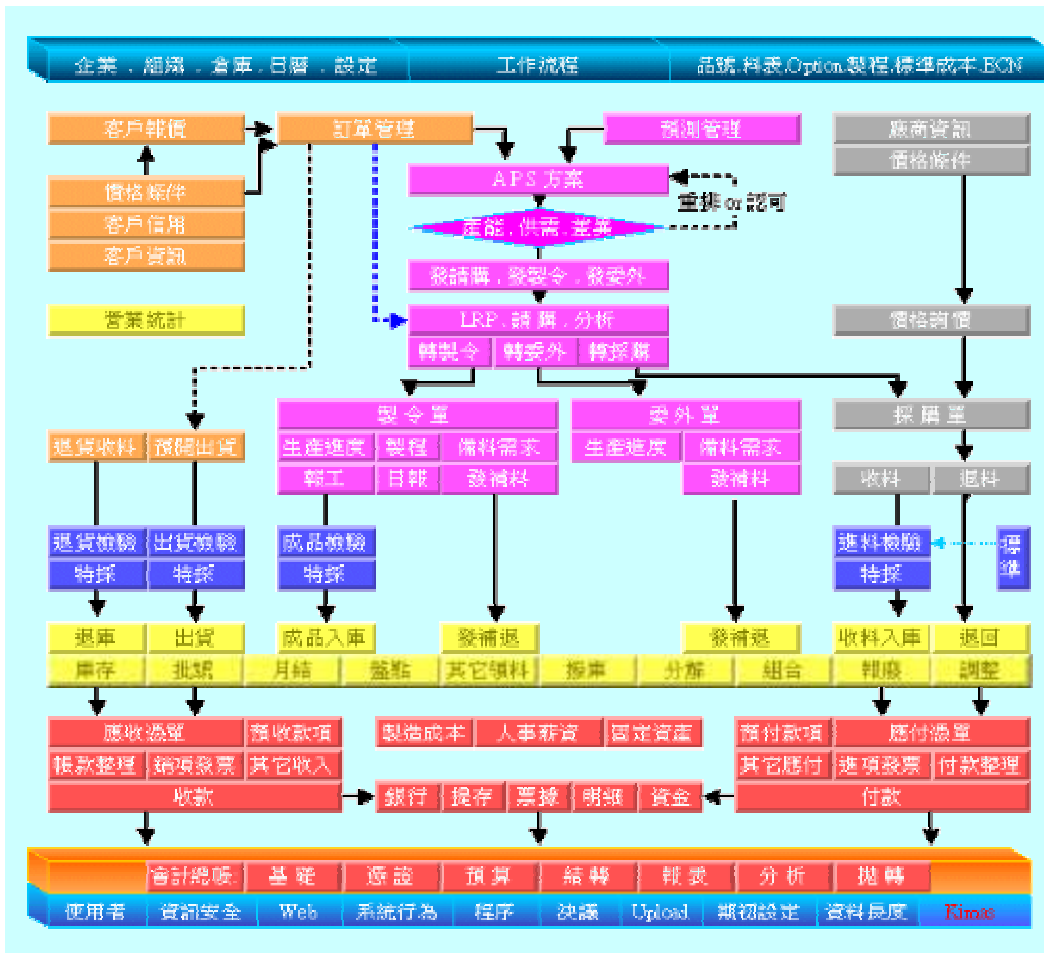 企業﹒組織﹒倉庫﹒日曆﹒設定 工作流程 品號.料表.Option.製程.標準成本.ECN
客戶報價 訂單管理 預測管理 廠商資訊
價格條件
價格條件 APS方案
重排 or 認可
客戶信用 產能﹒供需﹒差異
客戶資訊
發請購﹒發製令﹒發委外
營業統計 LRP﹒請購﹒分析 價格詢價
轉製令 轉委外 轉採購
製令單 委外單 採購單
退貨收料 預開出貨 生產進度 製程 備料需求 生產進度 備料需求
報工 日報 發補料 發補料 收料 退料
退貨檢驗 出貨檢驗 成品檢驗 進料檢驗 標準
特採 特採 特採 特採
退庫 出貨 成品入庫 發補退 發補退 收料入庫 退回
庫存 批號 月結 盤點 其它領料 撥庫 分解 組合 報廢 調整
應收憑單 預收款項 製造成本 人事薪資 固定資產 預付款項 應付憑單
帳款整理 銷項發票 其它收入 其它應付 進項發票 付款整理
收款 銀行 提存 票據 明細 資金 付款
會計總帳 基礎 憑證 預算 結轉 報表 分析 拋轉
使用者 資訊安全 Web 系統行為 程序 決議 Upload 期初設定 資料長度 Kimas